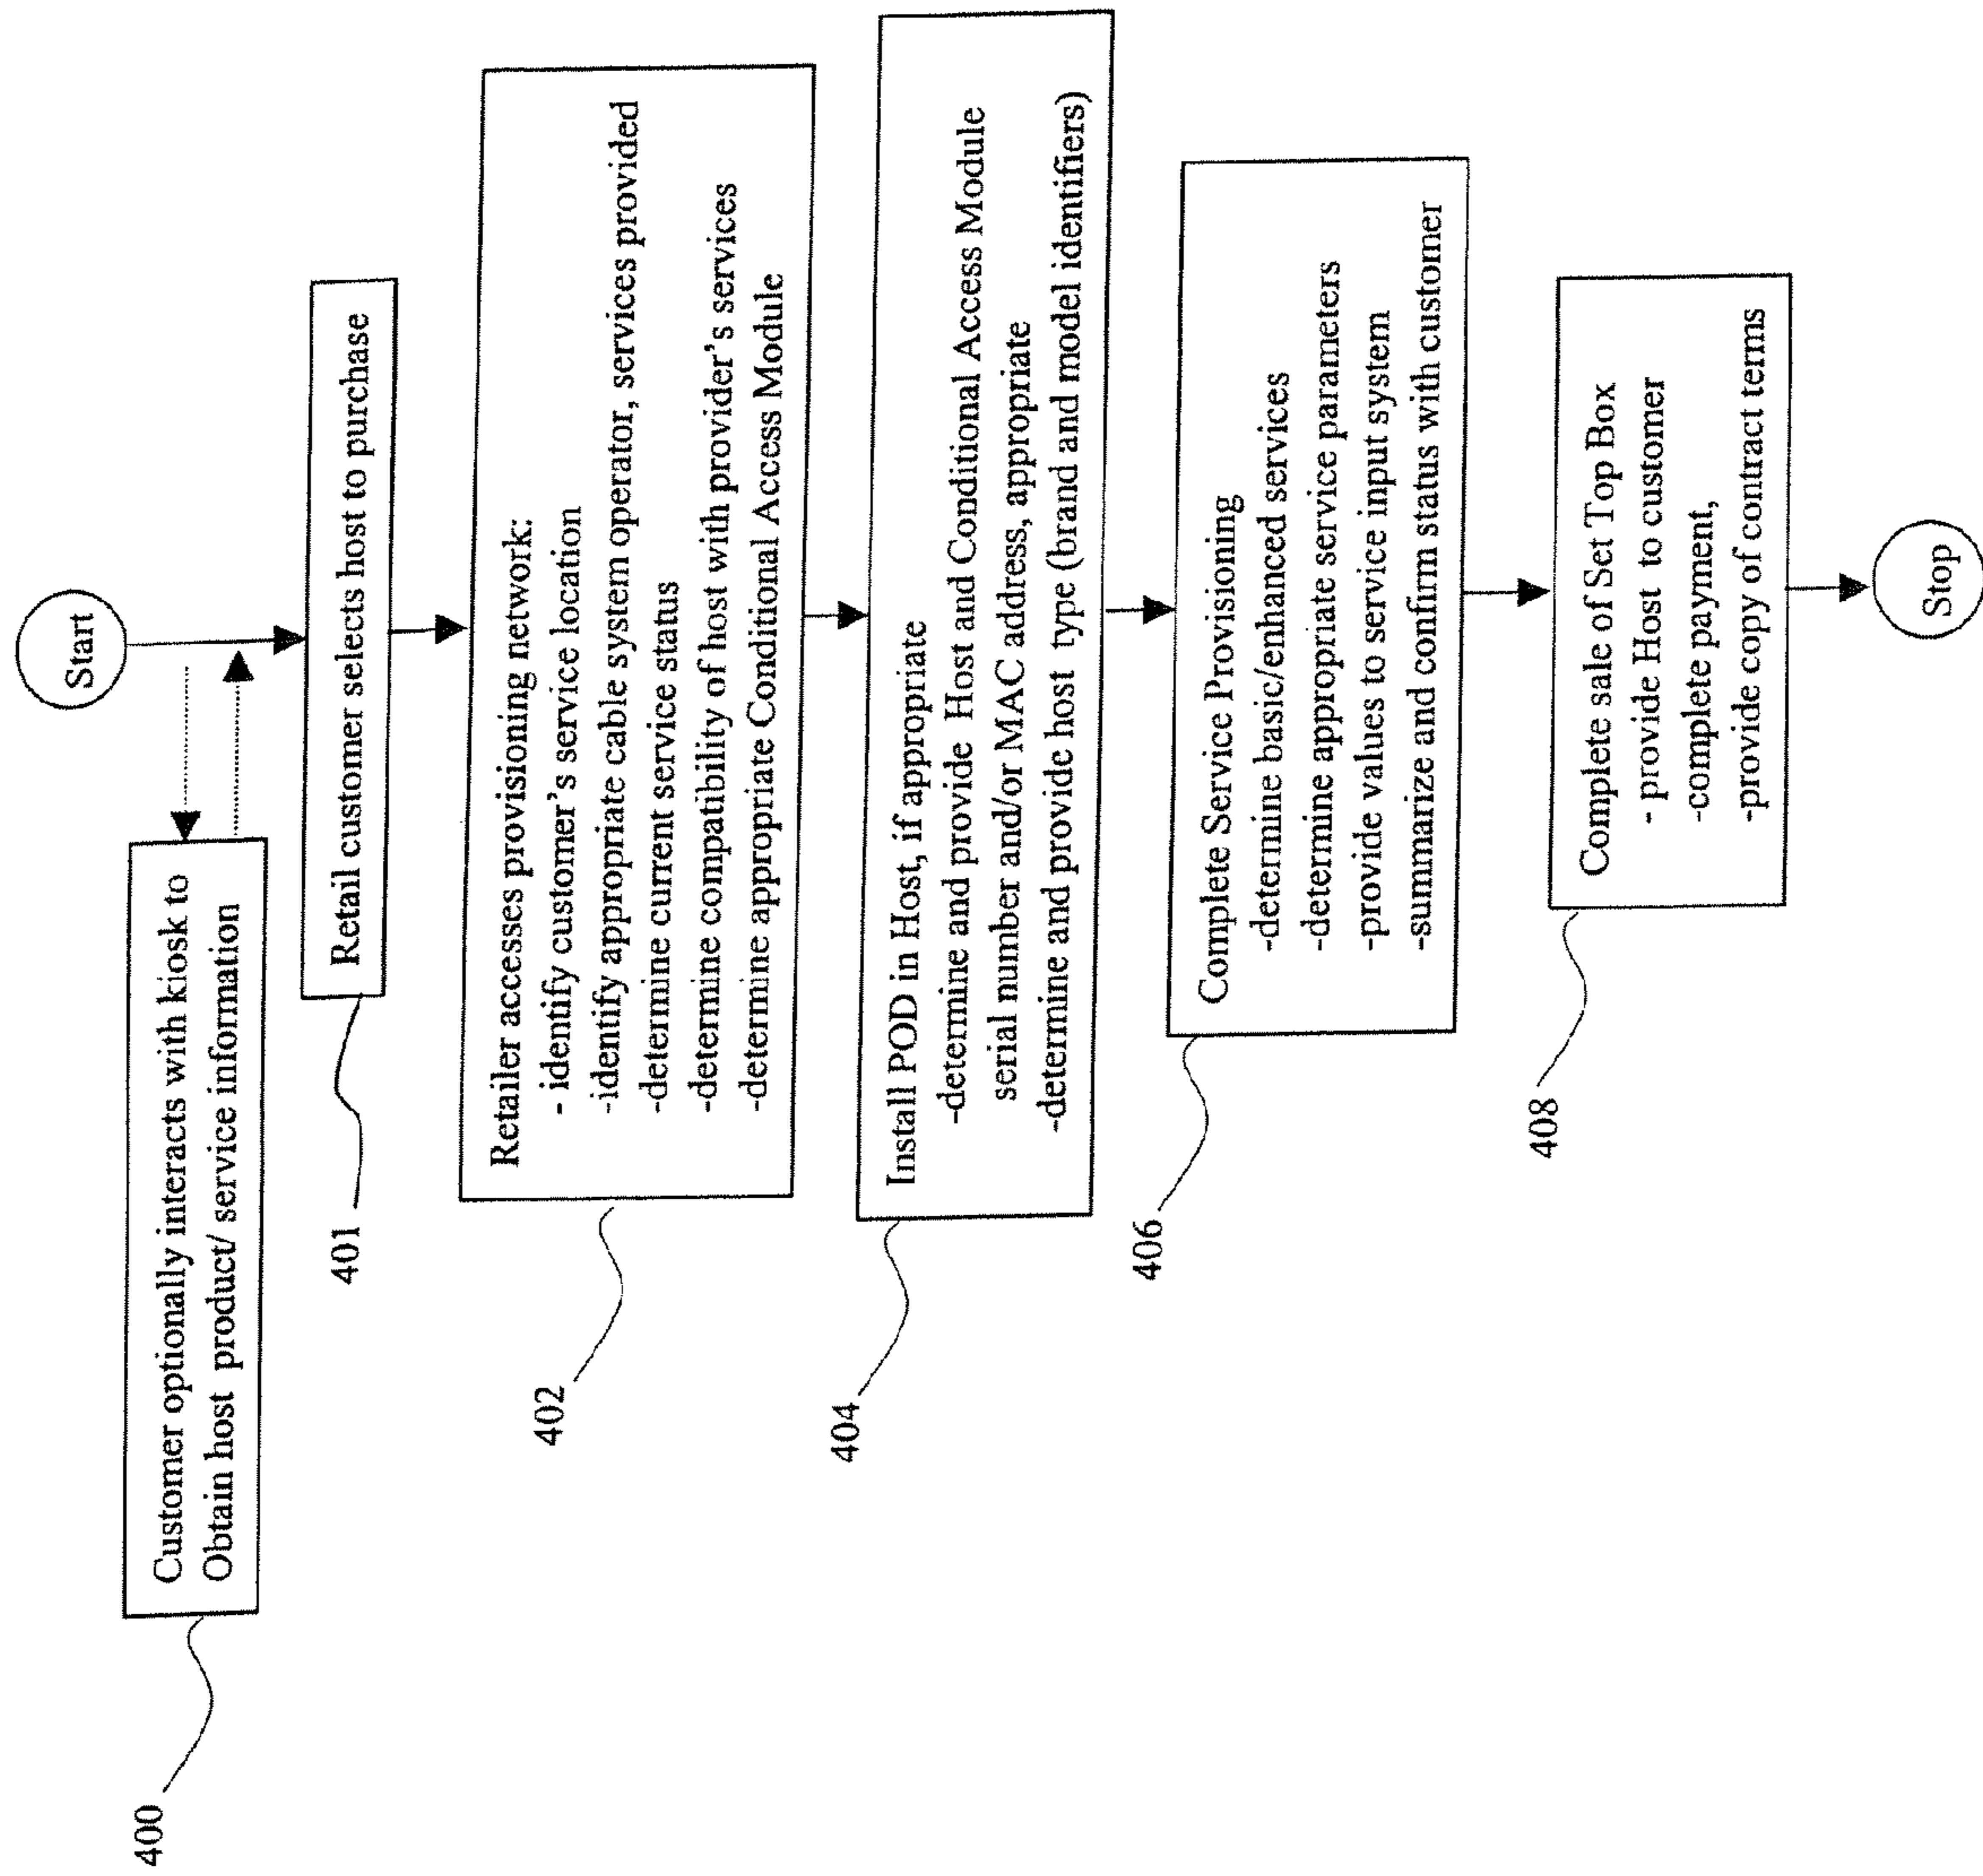 Start
Customer optionally interacts with kiosk to
Obtain host product/ service information
400
Retail customer selects host to purchase
401
Retailer accesses provisioning network:
- identify customer's service location
-identify appropriate cable system operator, services provided
-determine current service status
-determine compatibility of host with provider's services
-determine appropriate Conditional Access Module
402
Install POD in Host, if appropriate
-determine and provide Host and Conditional Access Module
serial number and/or MAC address, appropriate
-determine and provide host type (brand and model identifiers)
404
Complete Service Provisioning
-determine basic/enhanced services
-determine appropriate service parameters
-provide values to service input system
-summarize and confirm status with customer
406
Complete sale of Set Top Box
- provide Host to customer
-complete payment,
-provide copy of contract terms
408
Stop